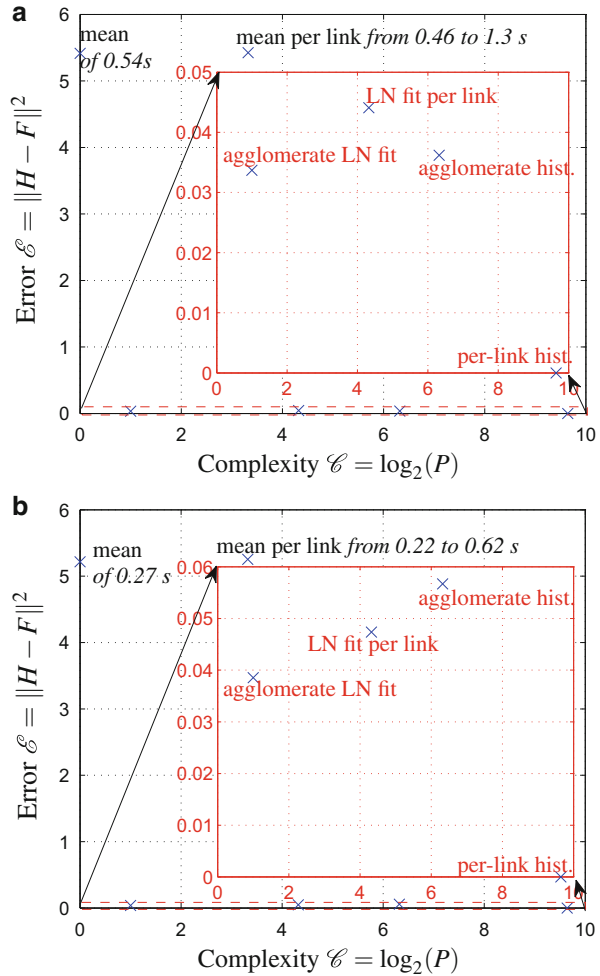 a
mean
of 0.54s
mean per link from 0.46 to 1.3 s
6
5
4
3
2
1
0
Error ℰ = ||H − F||²
0.05
0.04
0.03
0.02
0.01
0
LN fit per link
agglomerate LN fit
agglomerate hist.
per-link hist.
0 2 4 6 8 10
0 2 4 6 8 10
Complexity 𝒞 = log₂(P)
b
mean
of 0.27 s
mean per link from 0.22 to 0.62 s
6
5
4
3
2
1
0
Error ℰ = ||H − F||²
0.06
0.05
0.04
0.03
0.02
0.01
0
agglomerate hist.
LN fit per link
agglomerate LN fit
per-link hist.
0 2 4 6 8 10
0 2 4 6 8 10
Complexity 𝒞 = log₂(P)